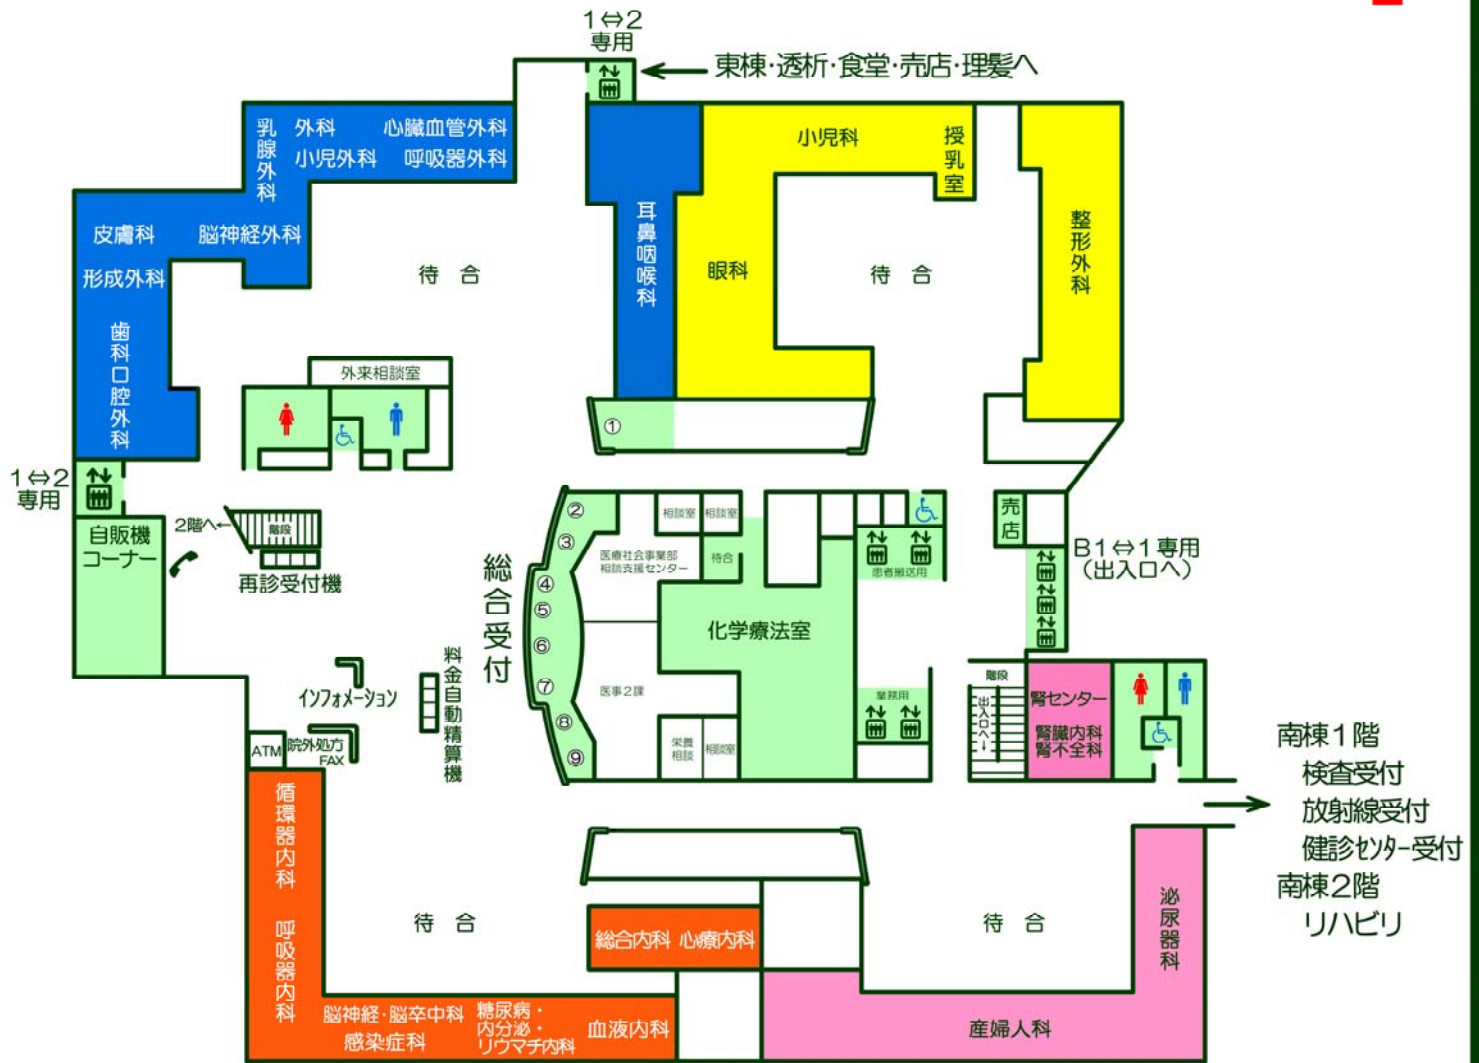 1⇔2
専用
東棟・透析・食堂・売店・理髪へ
乳腺外科
外科
心臓血管外科
小児外科
呼吸器外科
皮膚科
脳神経外科
形成外科
歯科口腔外科
待 合
耳鼻咽喉科
小児科
授乳室
眼科
待 合
整形外科
外来相談室
①
1⇔2
専用
自販機
コーナー
2階へ←
階段
再診受付機
総合受付
②
③
④
⑤
⑥
⑦
⑧
⑨
相談室
相談室
医療社会事業部
相談支援センター
待合
化学療法室
医事2課
栄養
相談
相談室
患者搬送用
業務用
売店
B1⇔1専用
(出入口へ)
インフォメーション
料金自動精算機
ATM
院外処方
FAX
階段
出入口へ↓
腎センター
腎臓内科
腎不全科
南棟1階
検査受付
放射線受付
健診センター受付
南棟2階
リハビリ
循環器内科
呼吸器内科
待 合
総合内科 心療内科
脳神経・脳卒中科
感染症科
糖尿病・
内分泌・
リウマチ内科
血液内科
待 合
泌尿器科
産婦人科